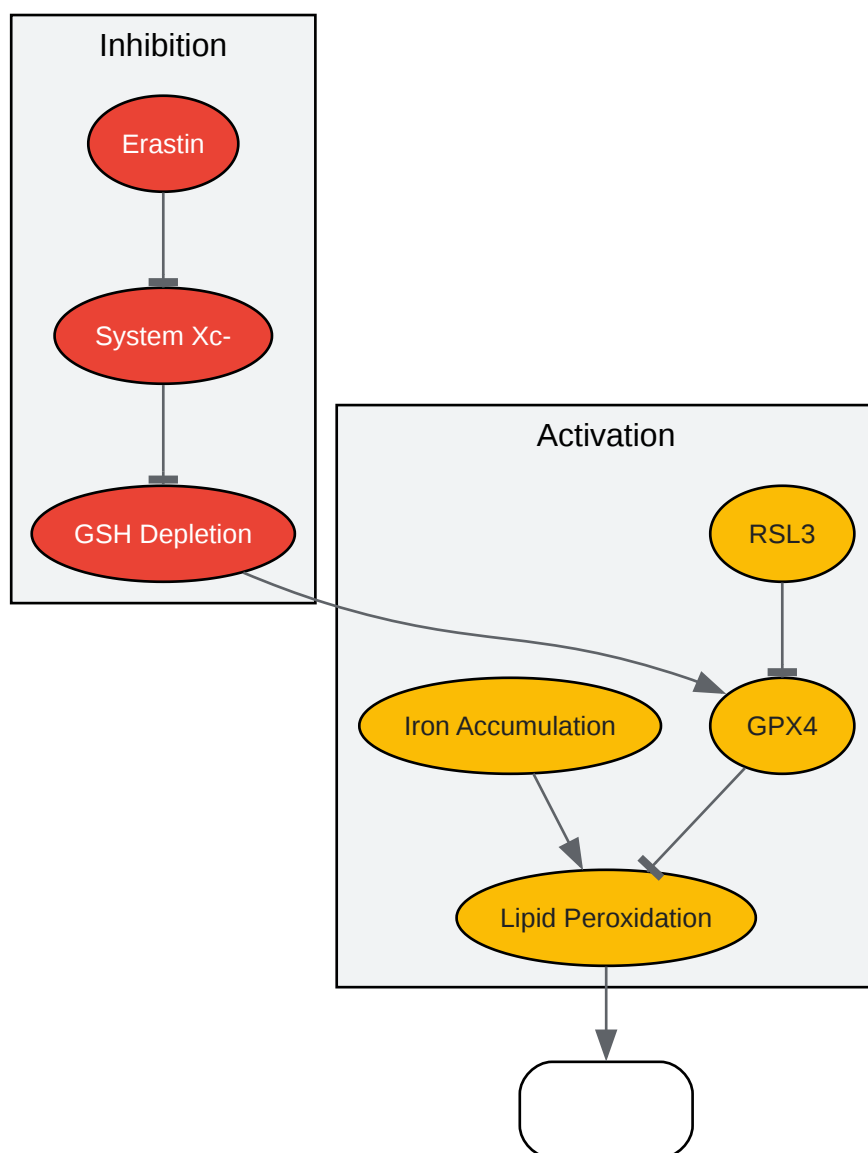 Inhibition
Erastin
System Xc-
GSH Depletion
Activation
RSL3
Iron Accumulation
GPX4
Lipid Peroxidation